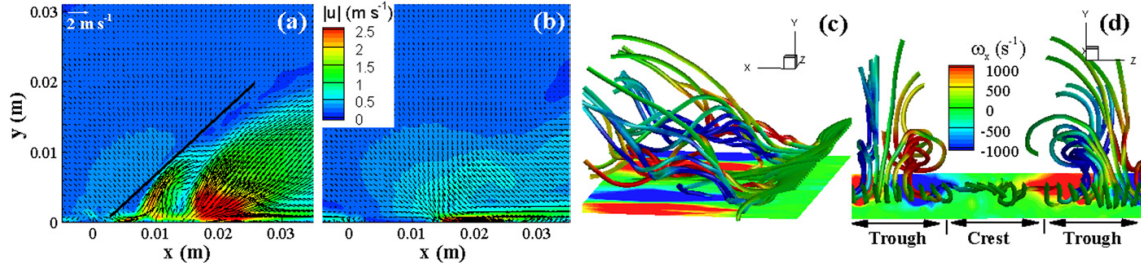 (a)
2 m s⁻¹
0.03
0.02
0.01
0
y (m)
0 0.01 0.02 0.03
x (m)
|u| (m s⁻¹)
2.5
2
1.5
1
0.5
0
(b)
0 0.01 0.02 0.03
x (m)
(c)
Y
X
Z
(d)
Y
X
Z
ωₓ (s⁻¹)
1000
500
0
-500
-1000
Trough Crest Trough